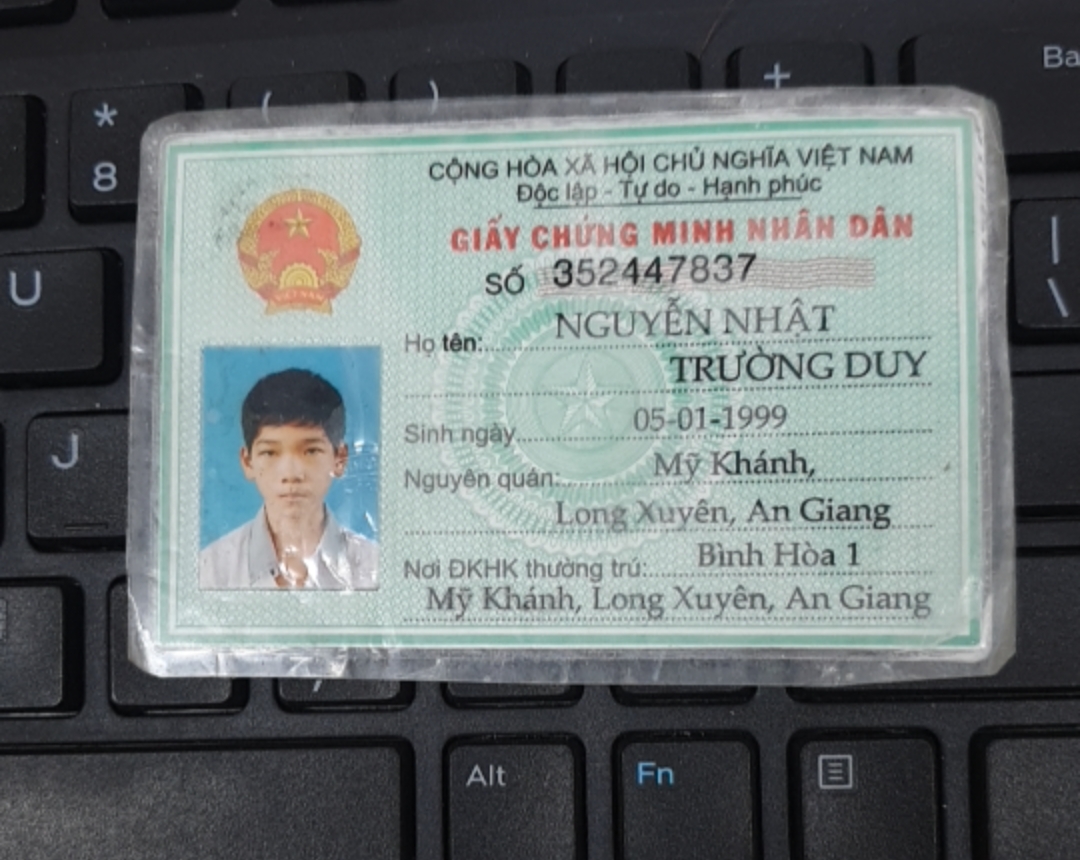 *
8
(
)
+
Ba
U
|
\
J
CỘNG HÒA XÃ HỘI CHỦ NGHĨA VIỆT NAM
Độc lập - Tự do - Hạnh phúc
GIẤY CHỨNG MINH NHÂN DÂN
SỐ 352447837
VIỆT NAM
Họ tên: NGUYỄN NHẬT
TRƯỜNG DUY
Sinh ngày 05-01-1999
Nguyên quán: Mỹ Khánh,
Long Xuyên, An Giang
Nơi ĐKHK thường trú: Bình Hòa 1
Mỹ Khánh, Long Xuyên, An Giang
Alt
Fn